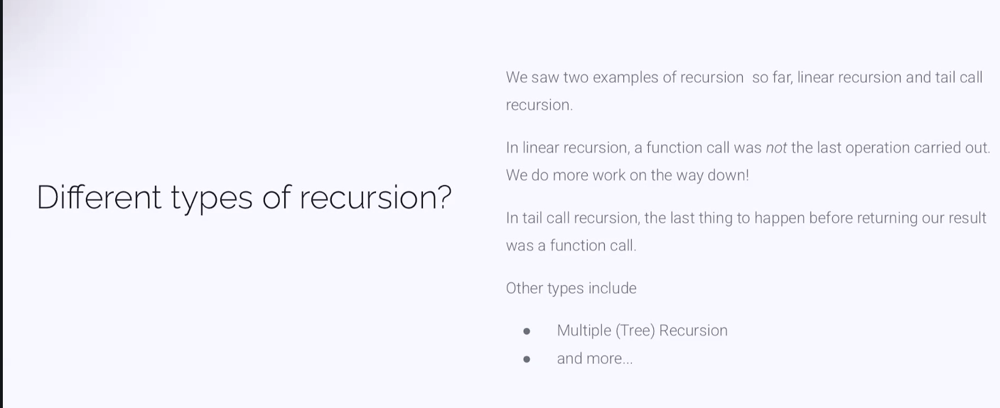 Different types of recursion?
We saw two examples of recursion  so far, linear recursion and tail call
recursion.
In linear recursion, a function call was not the last operation carried out.
We do more work on the way down!
In tail call recursion, the last thing to happen before returning our result
was a function call.
Other types include
● Multiple (Tree) Recursion
● and more...